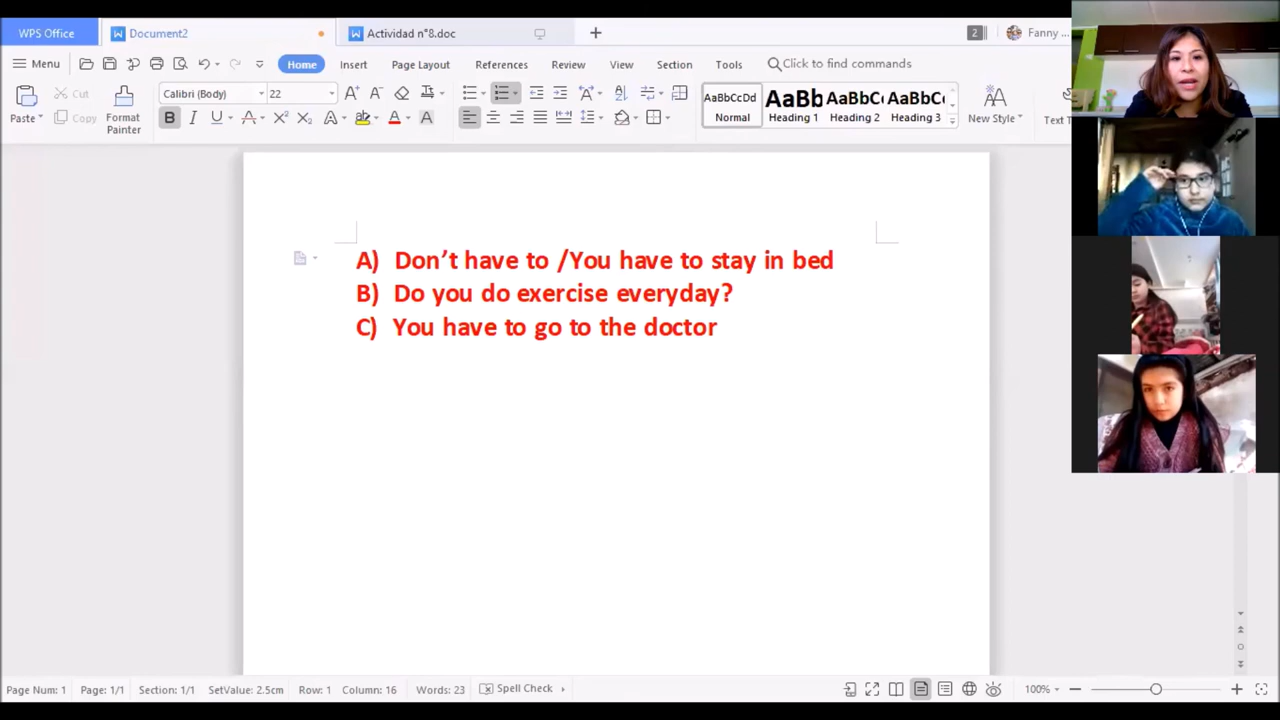 WPS Office
Document2
Actividad n°8.doc
2
Fanny ...
Menu
Home
Insert
Page Layout
References
Review
View
Section
Tools
Click to find commands
Paste
Cut
Copy
Format
Painter
Calibri (Body)
22
AaBbCcDd
Normal
AaBb
Heading 1
AaBbC
Heading 2
AaBbC
Heading 3
New Style
Text T
A) Don’t have to /You have to stay in bed
B) Do you do exercise everyday?
C) You have to go to the doctor
Page Num: 1
Page: 1/1
Section: 1/1
SetValue: 2.5cm
Row: 1
Column: 16
Words: 23
Spell Check
100%